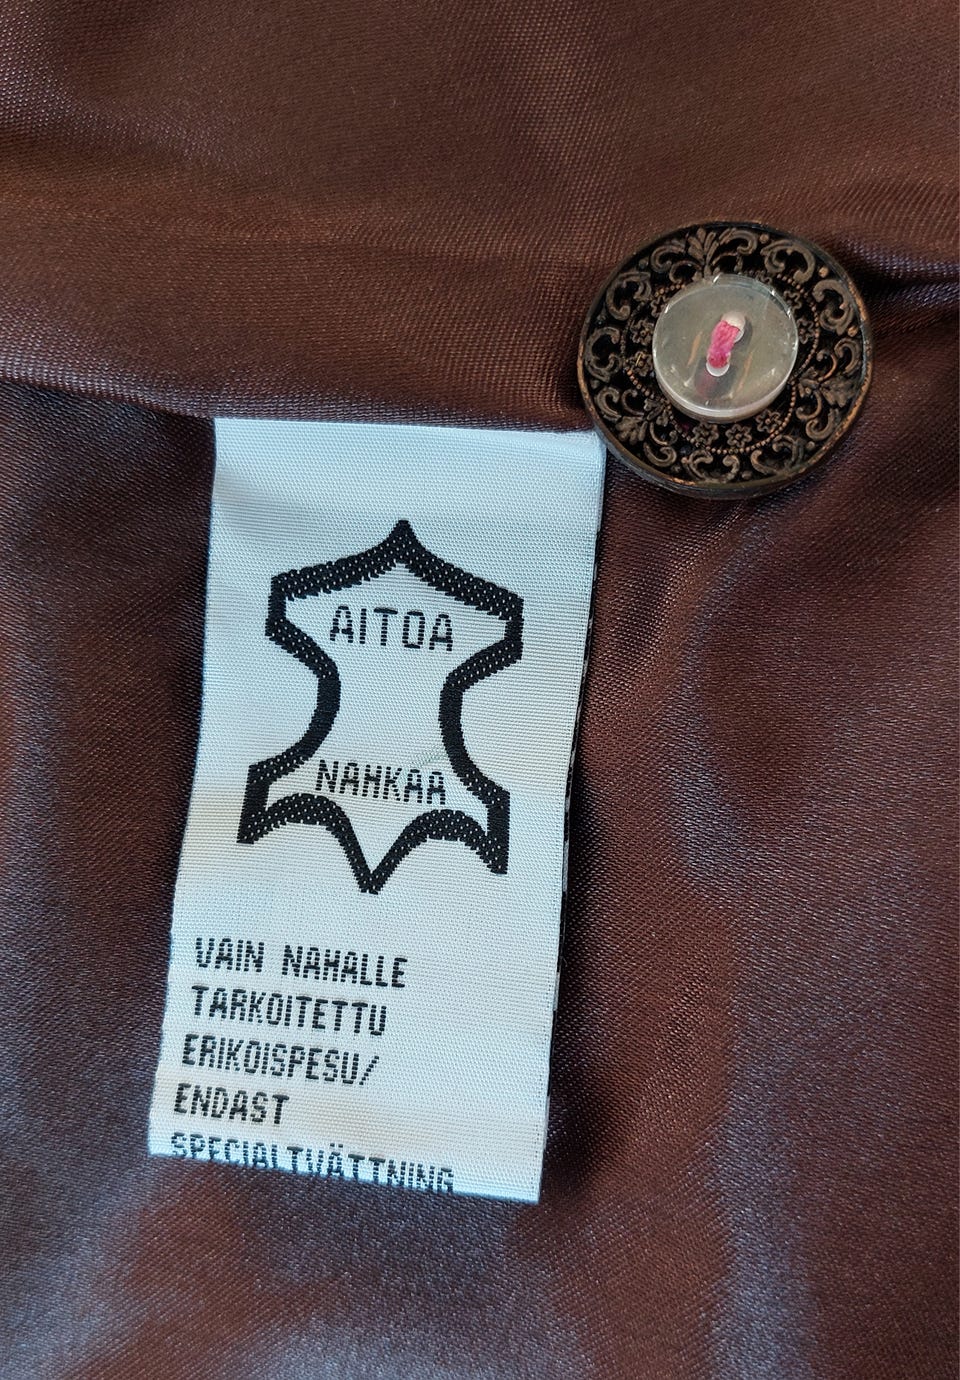 AITOA
NAHKAA
VAIN NAHALLE
TARKOITETTU
ERIKOISPESU/
ENDAST
SPECIALTVÄTTNING